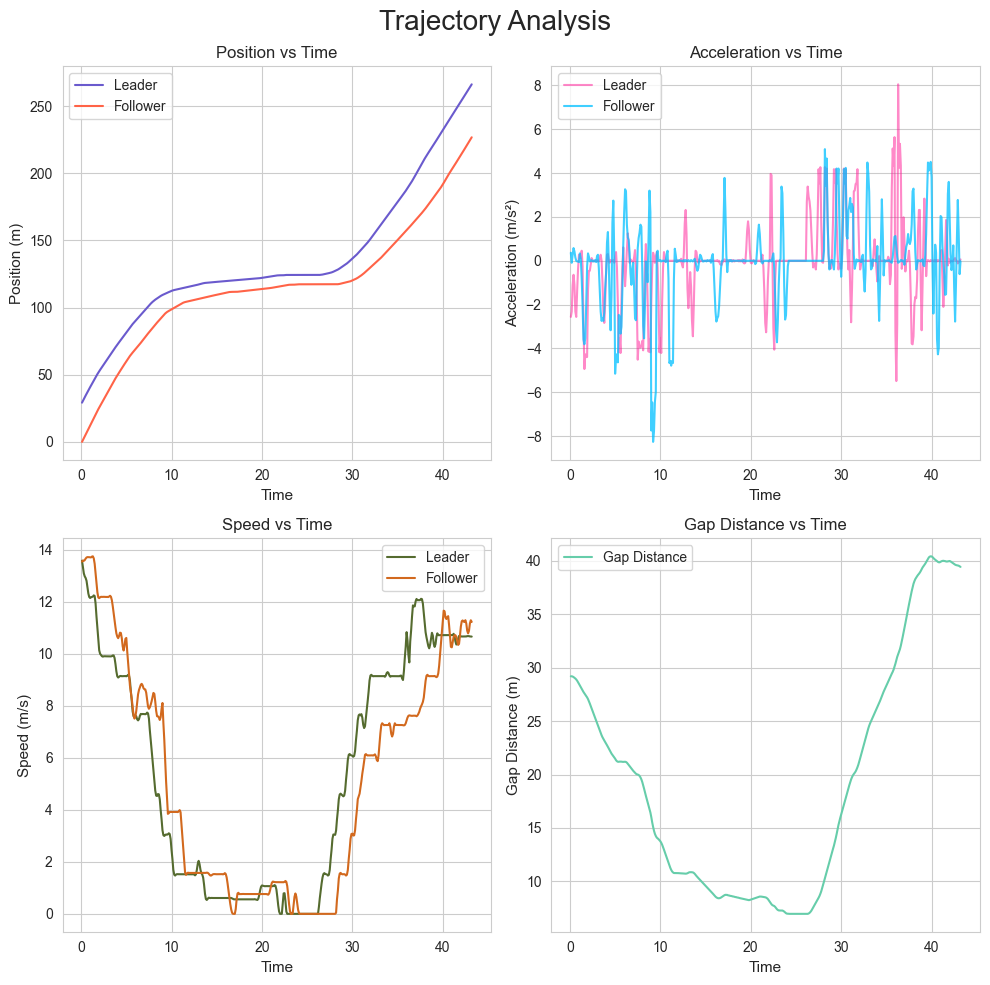 Trajectory Analysis
Position vs Time
Leader
Follower
250
200
150
100
50
0
0 10 20 30 40
Position (m)
Time
Acceleration vs Time
Leader
Follower
8
6
4
2
0
−2
−4
−6
−8
0 10 20 30 40
Acceleration (m/s²)
Time
Speed vs Time
Leader
Follower
14
12
10
8
6
4
2
0
0 10 20 30 40
Speed (m/s)
Time
Gap Distance vs Time
Gap Distance
40
35
30
25
20
15
10
0 10 20 30 40
Gap Distance (m)
Time